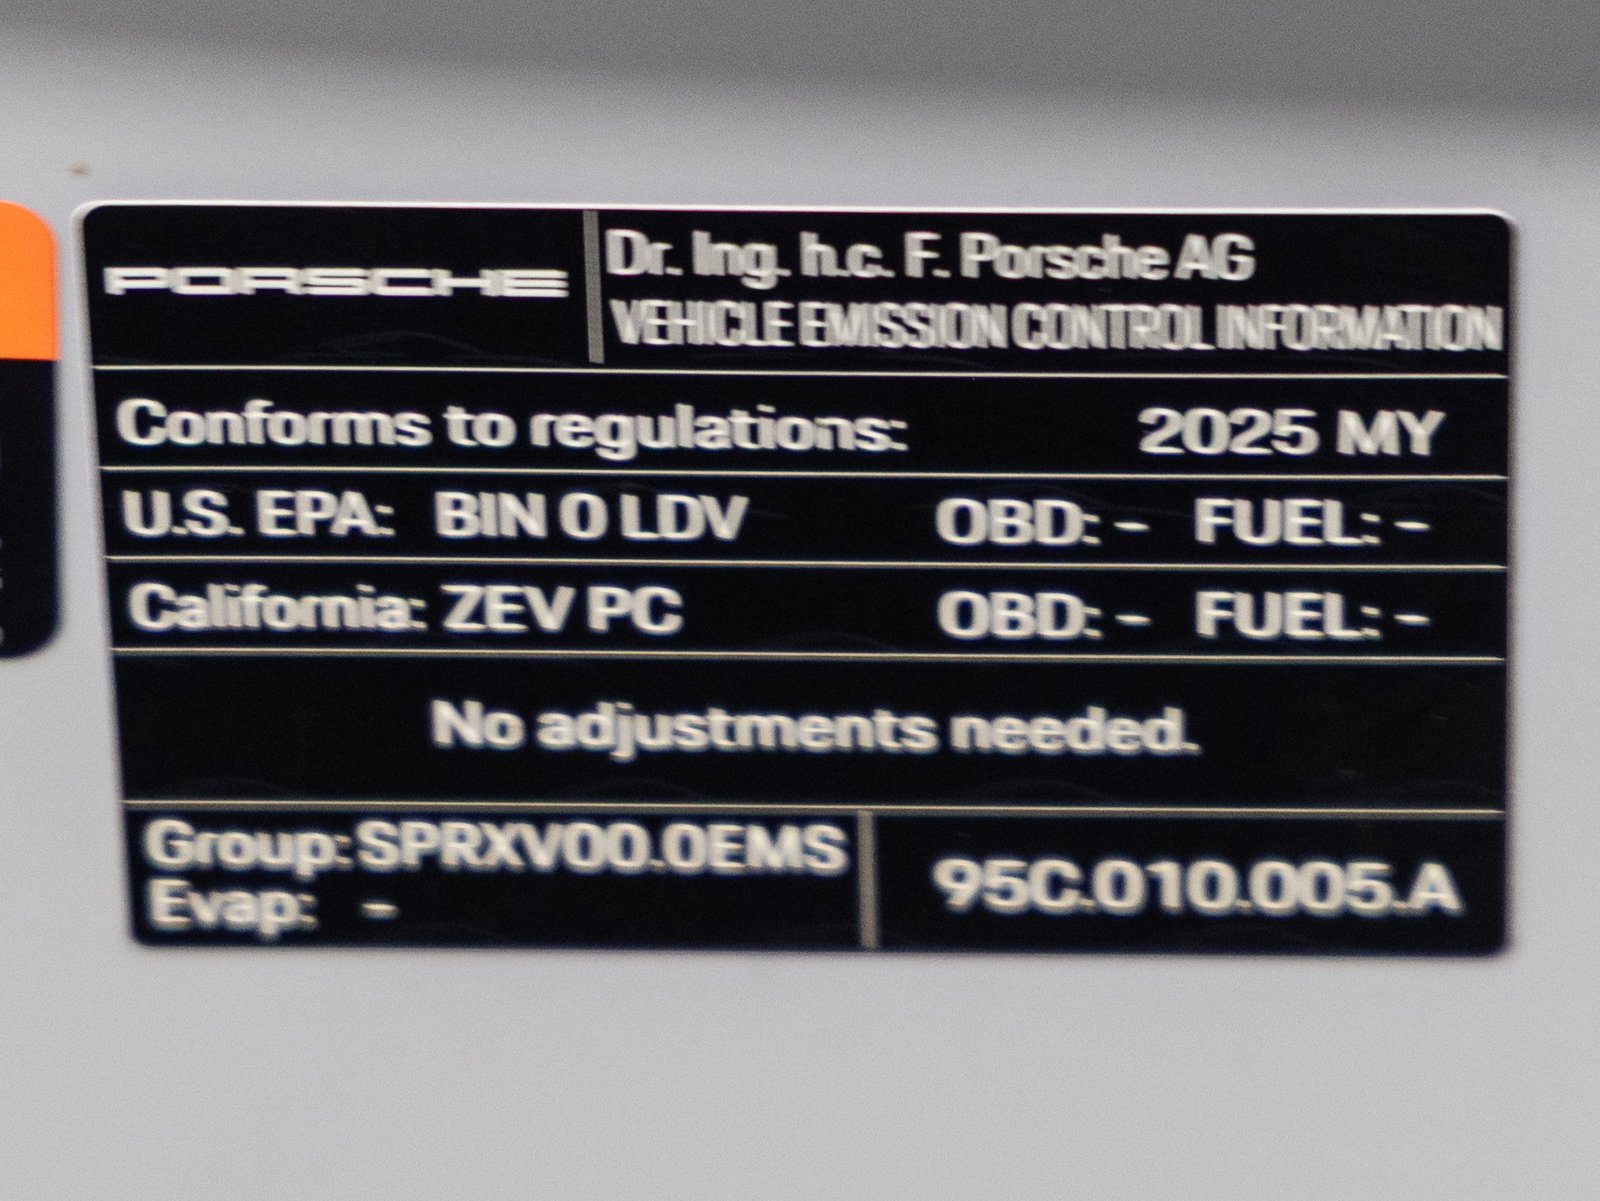 PORSCHE
Dr. Ing. h.c. F. Porsche AG
VEHICLE EMISSION CONTROL INFORMATION
Conforms to regulations: 2025 MY
U.S. EPA: BIN 0 LDV OBD: - FUEL: -
California: ZEV PC OBD: - FUEL: -
No adjustments needed.
Group: SPRXV00.0EMS
Evap: -
95C.010.005.A